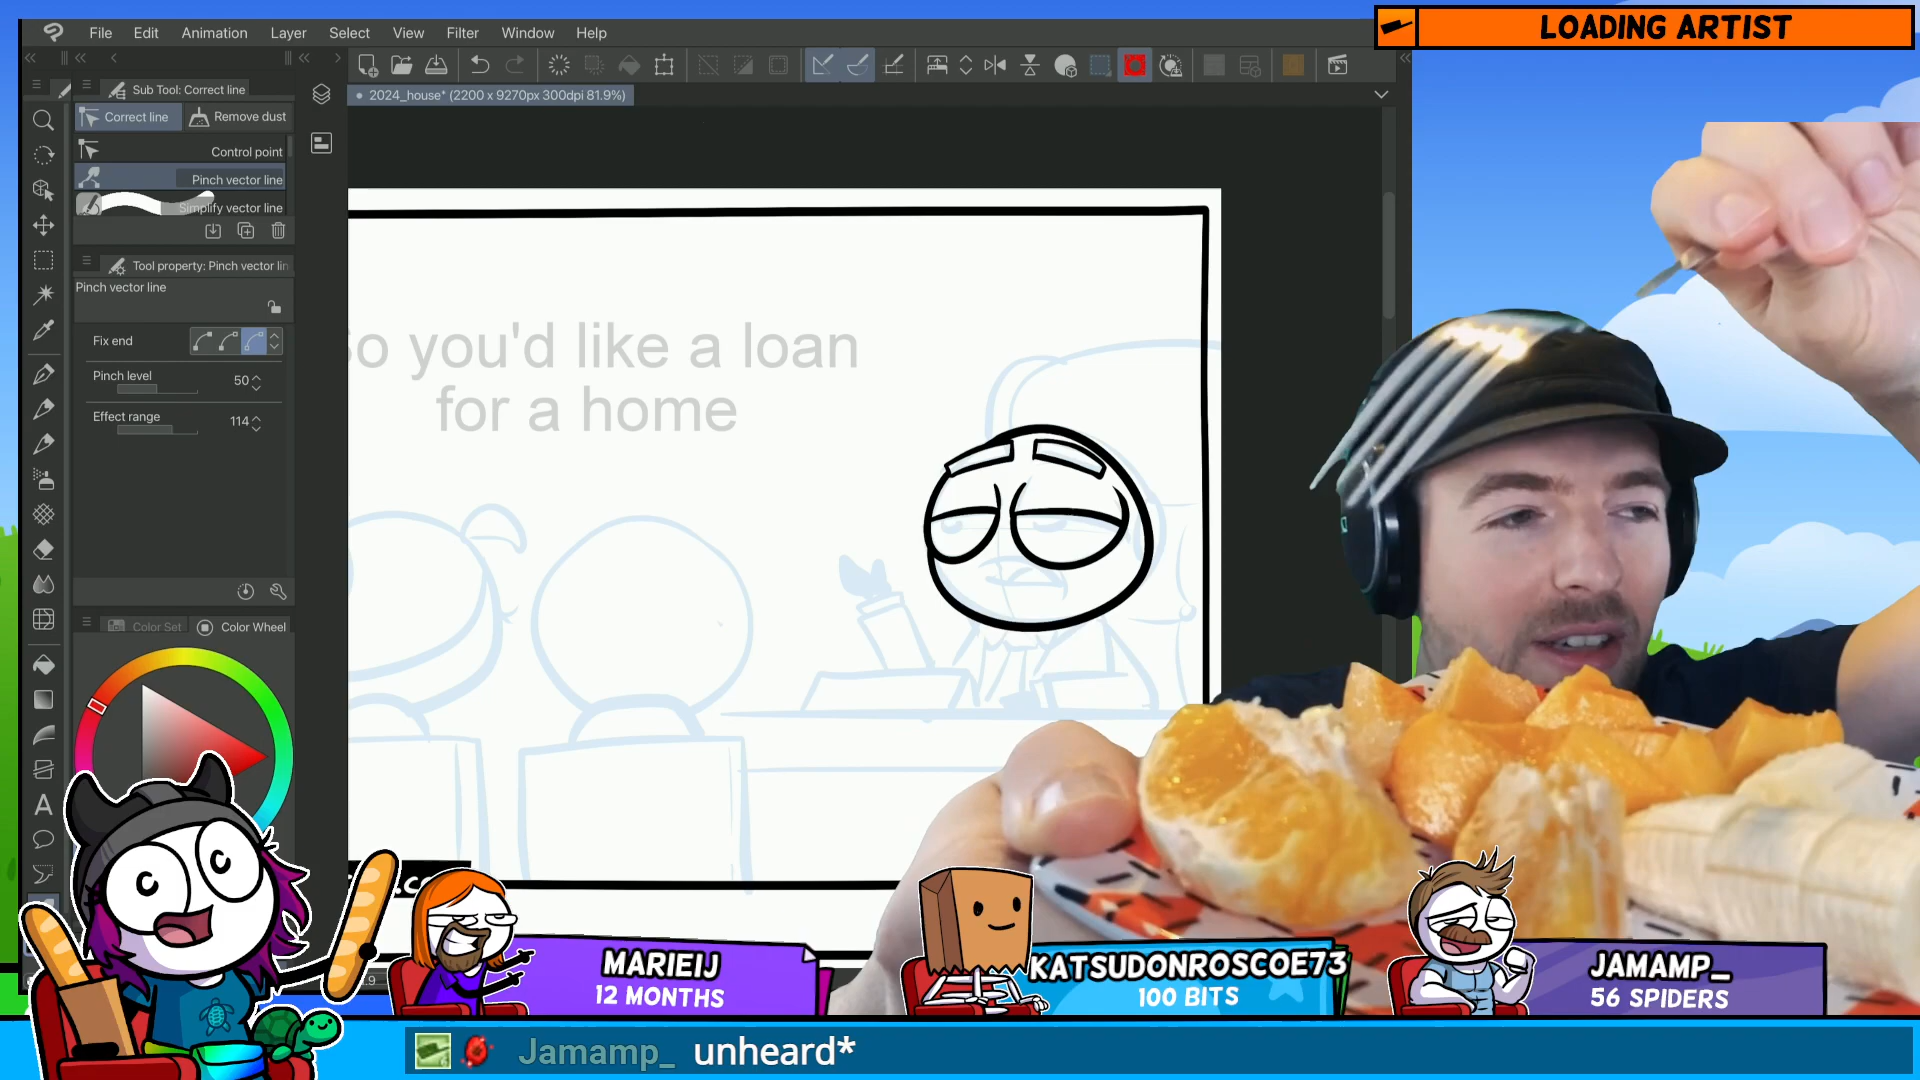 LOADING ARTIST
File Edit Animation Layer Select View Filter Window Help
Sub Tool: Correct line
2024_house* (2200 x 9270px 300dpi 81.9%)
Correct line Remove dust
Control point
Pinch vector line
Simplify vector line
Tool property: Pinch vector lin
Pinch vector line
Fix end
Pinch level 50
Effect range 114
Color Set Color Wheel
A
So you'd like a loan
for a home
MARIEIJ
12 MONTHS
KATSUDONROSCOE73
100 BITS
JAMAMP_
56 SPIDERS
Jamamp_ unheard*